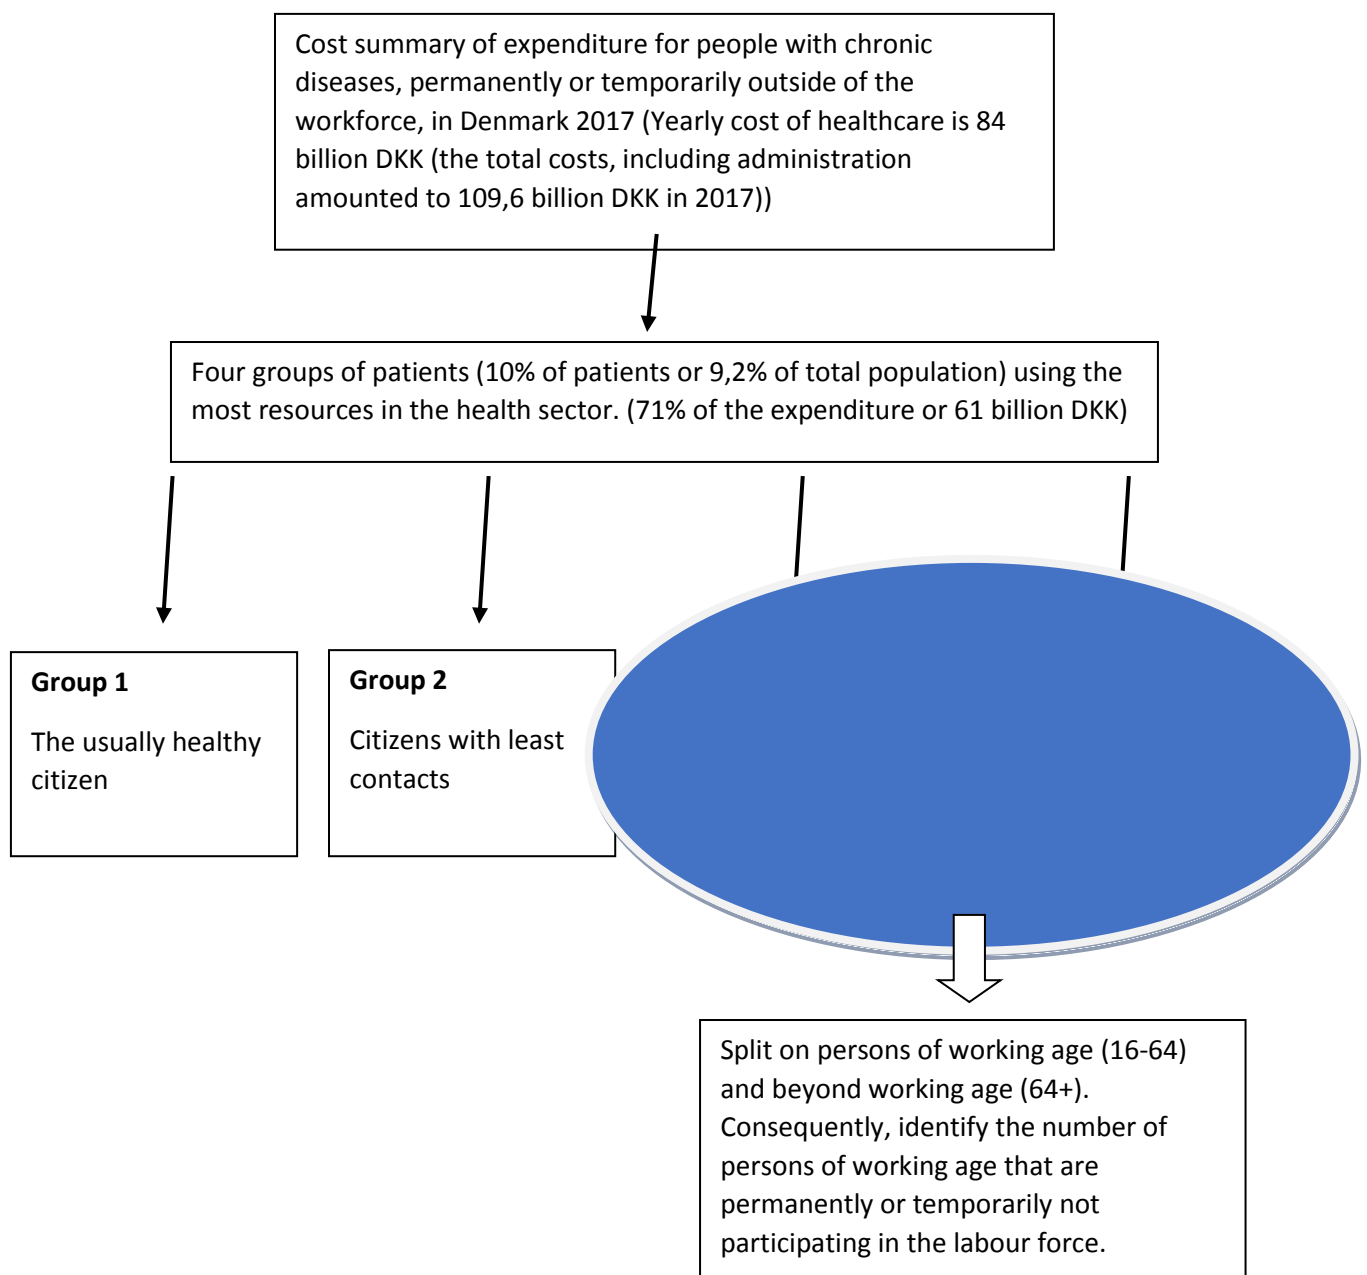 Cost summary of expenditure for people with chronic
diseases, permanently or temporarily outside of the
workforce, in Denmark 2017 (Yearly cost of healthcare is 84
billion DKK (the total costs, including administration
amounted to 109,6 billion DKK in 2017))
Four groups of patients (10% of patients or 9,2% of total population) using the
most resources in the health sector. (71% of the expenditure or 61 billion DKK)
Group 1
The usually healthy
citizen
Group 2
Citizens with least
contacts
Split on persons of working age (16-64)
and beyond working age (64+).
Consequently, identify the number of
persons of working age that are
permanently or temporarily not
participating in the labour force.